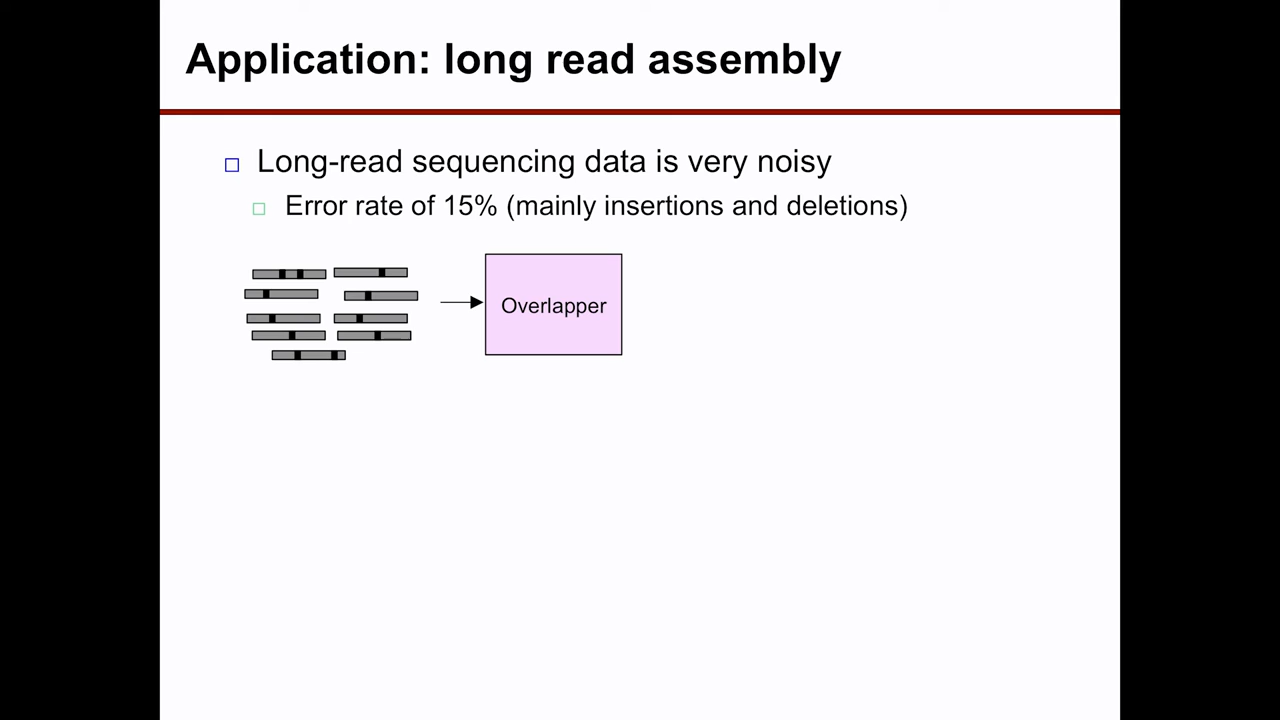 Application: long read assembly
Long-read sequencing data is very noisy
Error rate of 15% (mainly insertions and deletions)
Overlapper